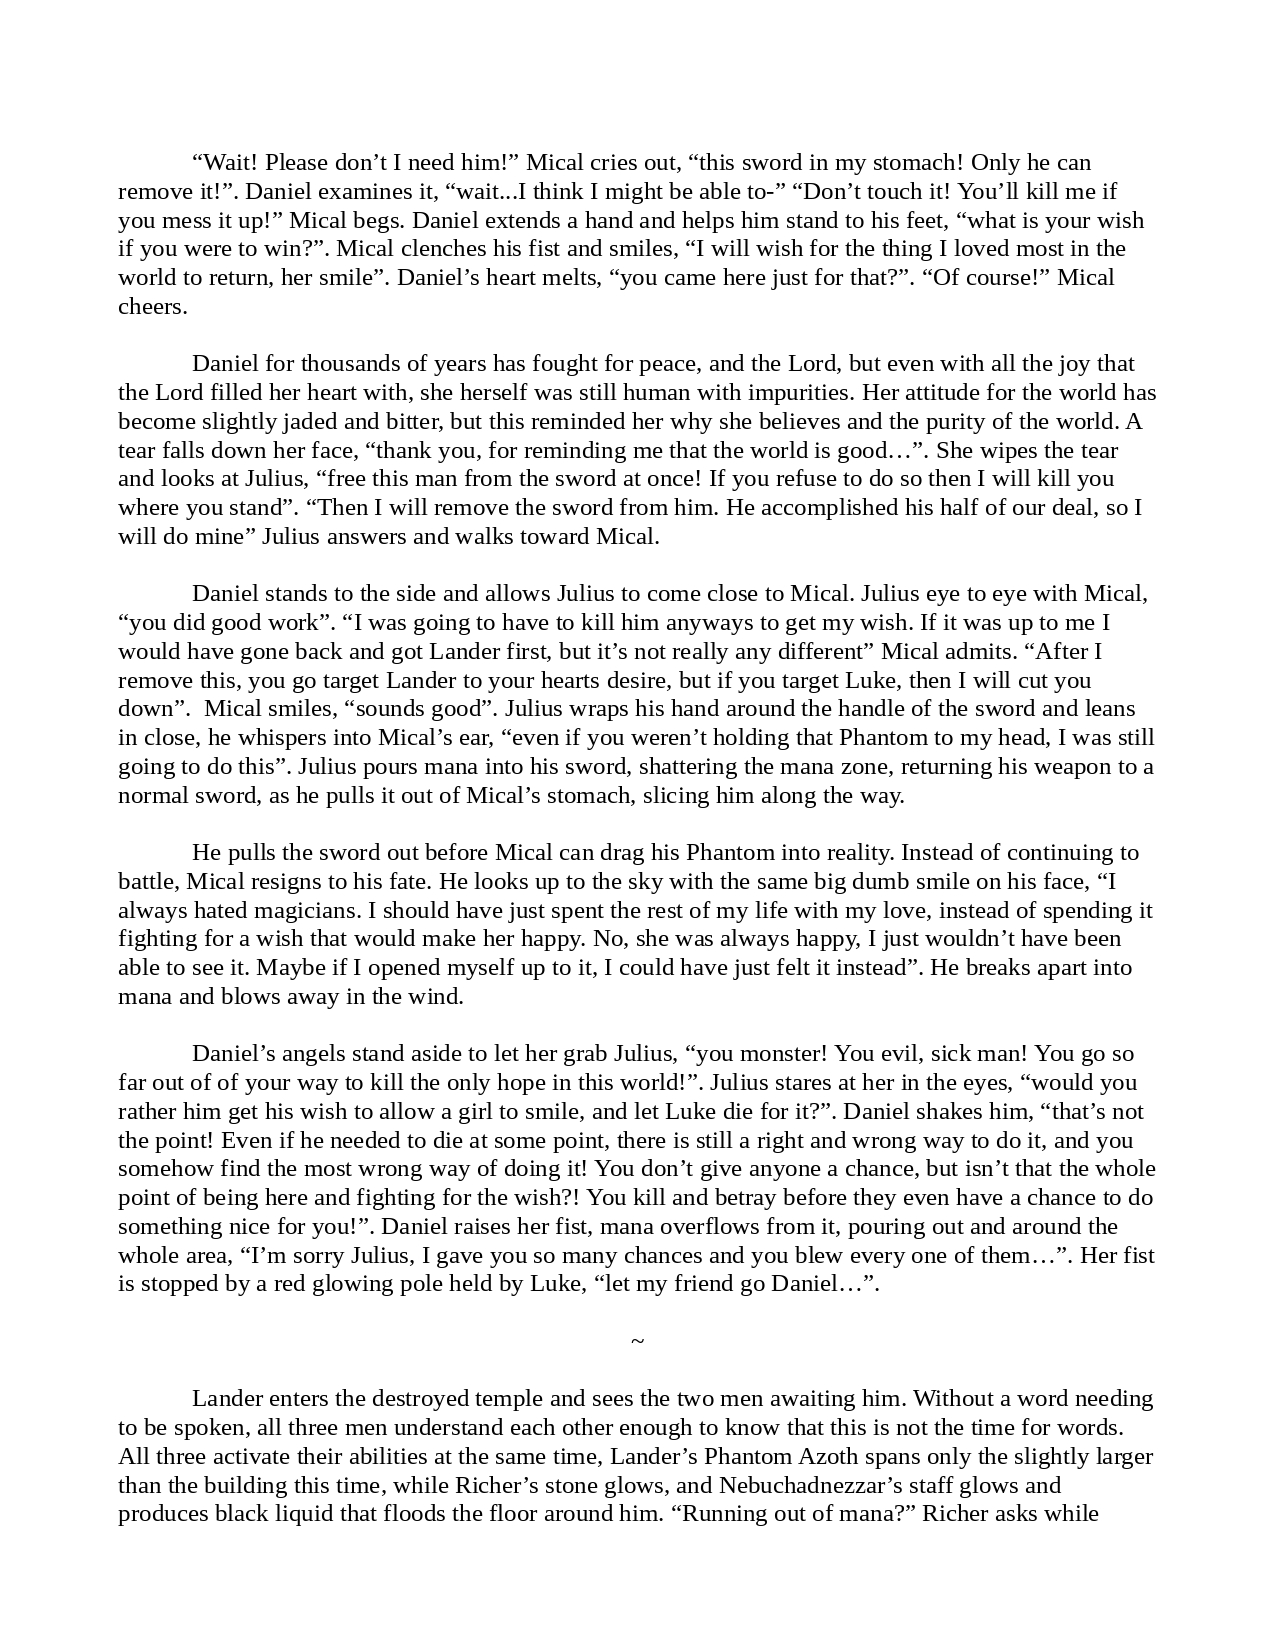 “Wait! Please don’t I need him!” Mical cries out, “this sword in my stomach! Only he can
remove it!”. Daniel examines it, “wait...I think I might be able to-” “Don’t touch it! You’ll kill me if
you mess it up!” Mical begs. Daniel extends a hand and helps him stand to his feet, “what is your wish
if you were to win?”. Mical clenches his fist and smiles, “I will wish for the thing I loved most in the
world to return, her smile”. Daniel’s heart melts, “you came here just for that?”. “Of course!” Mical
cheers.
Daniel for thousands of years has fought for peace, and the Lord, but even with all the joy that
the Lord filled her heart with, she herself was still human with impurities. Her attitude for the world has
become slightly jaded and bitter, but this reminded her why she believes and the purity of the world. A
tear falls down her face, “thank you, for reminding me that the world is good…”. She wipes the tear
and looks at Julius, “free this man from the sword at once! If you refuse to do so then I will kill you
where you stand”. “Then I will remove the sword from him. He accomplished his half of our deal, so I
will do mine” Julius answers and walks toward Mical.
Daniel stands to the side and allows Julius to come close to Mical. Julius eye to eye with Mical,
“you did good work”. “I was going to have to kill him anyways to get my wish. If it was up to me I
would have gone back and got Lander first, but it’s not really any different” Mical admits. “After I
remove this, you go target Lander to your hearts desire, but if you target Luke, then I will cut you
down”.  Mical smiles, “sounds good”. Julius wraps his hand around the handle of the sword and leans
in close, he whispers into Mical’s ear, “even if you weren’t holding that Phantom to my head, I was still
going to do this”. Julius pours mana into his sword, shattering the mana zone, returning his weapon to a
normal sword, as he pulls it out of Mical’s stomach, slicing him along the way.
He pulls the sword out before Mical can drag his Phantom into reality. Instead of continuing to
battle, Mical resigns to his fate. He looks up to the sky with the same big dumb smile on his face, “I
always hated magicians. I should have just spent the rest of my life with my love, instead of spending it
fighting for a wish that would make her happy. No, she was always happy, I just wouldn’t have been
able to see it. Maybe if I opened myself up to it, I could have just felt it instead”. He breaks apart into
mana and blows away in the wind.
Daniel’s angels stand aside to let her grab Julius, “you monster! You evil, sick man! You go so
far out of of your way to kill the only hope in this world!”. Julius stares at her in the eyes, “would you
rather him get his wish to allow a girl to smile, and let Luke die for it?”. Daniel shakes him, “that’s not
the point! Even if he needed to die at some point, there is still a right and wrong way to do it, and you
somehow find the most wrong way of doing it! You don’t give anyone a chance, but isn’t that the whole
point of being here and fighting for the wish?! You kill and betray before they even have a chance to do
something nice for you!”. Daniel raises her fist, mana overflows from it, pouring out and around the
whole area, “I’m sorry Julius, I gave you so many chances and you blew every one of them…”. Her fist
is stopped by a red glowing pole held by Luke, “let my friend go Daniel…”.
~
Lander enters the destroyed temple and sees the two men awaiting him. Without a word needing
to be spoken, all three men understand each other enough to know that this is not the time for words.
All three activate their abilities at the same time, Lander’s Phantom Azoth spans only the slightly larger
than the building this time, while Richer’s stone glows, and Nebuchadnezzar’s staff glows and
produces black liquid that floods the floor around him. “Running out of mana?” Richer asks while